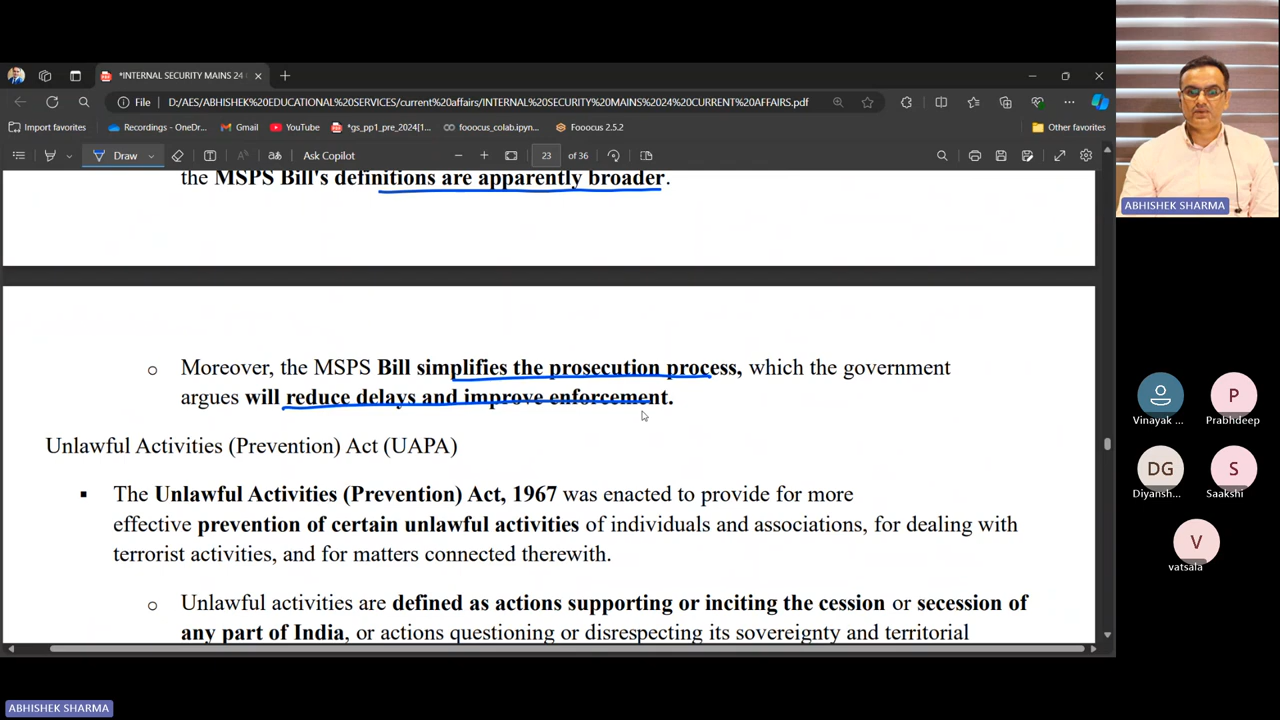 *INTERNAL SECURITY MAINS 24
File
D:/AES/ABHISHEK%20EDUCATIONAL%20SERVICES/current%20affairs/INTERNAL%20SECURITY%20MAINS%202024%20CURRENT%20AFFAIRS.pdf
Import favorites
Recordings - OneDr...
Gmail
YouTube
*gs_pp1_pre_2024[1...
fooocus_colab.ipyn...
Fooocus 2.5.2
Other favorites
Draw
Ask Copilot
23 of 36
the MSPS Bill's definitions are apparently broader.
Moreover, the MSPS Bill simplifies the prosecution process, which the government
argues will reduce delays and improve enforcement.
Unlawful Activities (Prevention) Act (UAPA)
The Unlawful Activities (Prevention) Act, 1967 was enacted to provide for more
effective prevention of certain unlawful activities of individuals and associations, for dealing with
terrorist activities, and for matters connected therewith.
Unlawful activities are defined as actions supporting or inciting the cession or secession of
any part of India, or actions questioning or disrespecting its sovereignty and territorial
ABHISHEK SHARMA
Vinayak ...
P
Prabhdeep
DG
Diyansh...
S
Saakshi
V
vatsala
ABHISHEK SHARMA